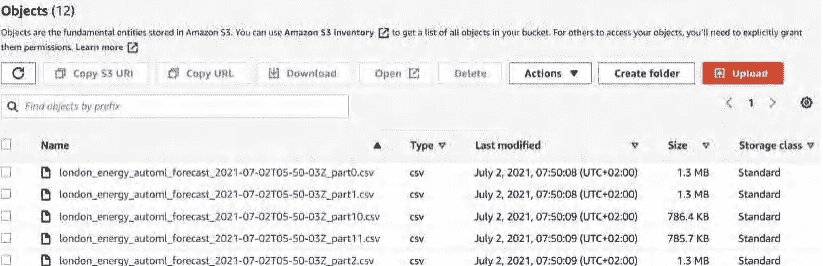 Objects (12)
Objects are the fundamental entities stored in Amazon S3. You can use Amazon S3 inventory to get a list of all objects in your bucket. For others to access your objects, you'll need to explicitly grant
them permissions. Learn more
Copy S3 URI Copy URL Download Open Delete Actions Create folder Upload
Find objects by prefix
1
Name Type Last modified Size Storage class
london_energy_automl_forecast_2021-07-02T05-50-03Z_part0.csv csv July 2, 2021, 07:50:08 (UTC+02:00) 1.3 MB Standard
london_energy_automl_forecast_2021-07-02T05-50-03Z_part1.csv csv July 2, 2021, 07:50:08 (UTC+02:00) 1.3 MB Standard
london_energy_automl_forecast_2021-07-02T05-50-03Z_part10.csv csv July 2, 2021, 07:50:09 (UTC+02:00) 786.4 KB Standard
london_energy_automl_forecast_2021-07-02T05-50-03Z_part11.csv csv July 2, 2021, 07:50:09 (UTC+02:00) 785.7 KB Standard
london_energy_automl_forecast_2021-07-02T05-50-03Z_part2.csv csv July 2, 2021, 07:50:09 (UTC+02:00) 1.3 MB Standard